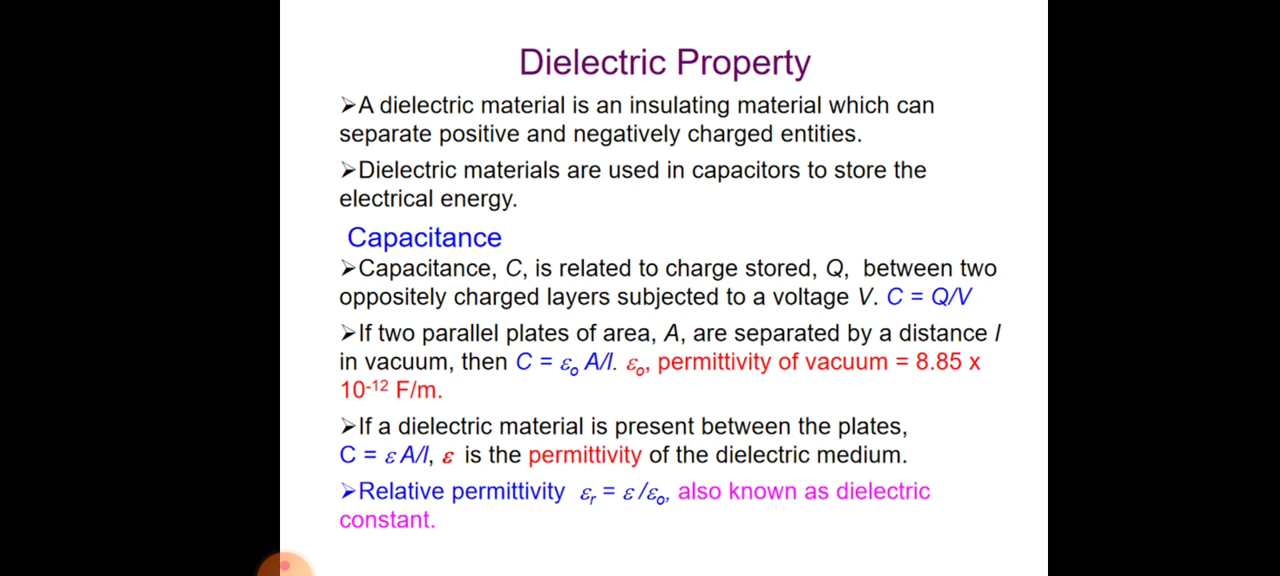 Dielectric Property
➢A dielectric material is an insulating material which can
separate positive and negatively charged entities.
➢Dielectric materials are used in capacitors to store the
electrical energy.
Capacitance
➢Capacitance, C, is related to charge stored, Q, between two
oppositely charged layers subjected to a voltage V. C = Q/V
➢If two parallel plates of area, A, are separated by a distance l
in vacuum, then C = εₒ A/l. εₒ, permittivity of vacuum = 8.85 x
10⁻¹² F/m.
➢If a dielectric material is present between the plates,
C = ε A/l, ε is the permittivity of the dielectric medium.
➢Relative permittivity εᵣ = ε /εₒ, also known as dielectric
constant.